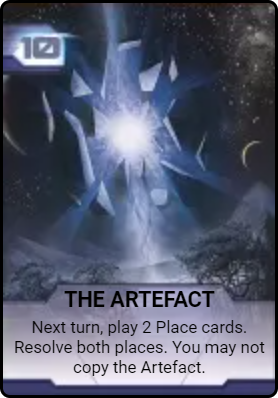 10
THE ARTEFACT
Next turn, play 2 Place cards.
Resolve both places. You may not
copy the Artefact.